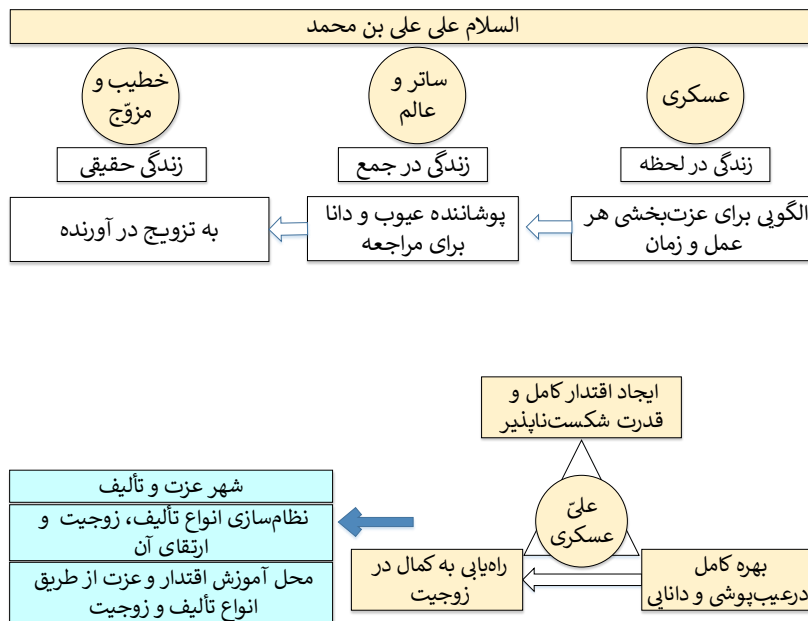 السلام علی علی بن محمد
عسکری
ساتر و
عالم
خطیب و
مزوّج
زندگی در لحظه
زندگی در جمع
زندگی حقیقی
الگویی برای عزت‌بخشی هر
عمل و زمان
پوشاننده عیوب و دانا
برای مراجعه
به تزویج در آورنده
ایجاد اقتدار کامل و
قدرت شکست‌ناپذیر
علیّ
عسکری
بهره کامل
درعیب‌پوشی و دانایی
راه‌یابی به کمال در
زوجیت
شهر عزت و تألیف
نظام‌سازی انواع تألیف، زوجیت و
ارتقای آن
محل آموزش اقتدار و عزت از طریق
انواع تألیف و زوجیت